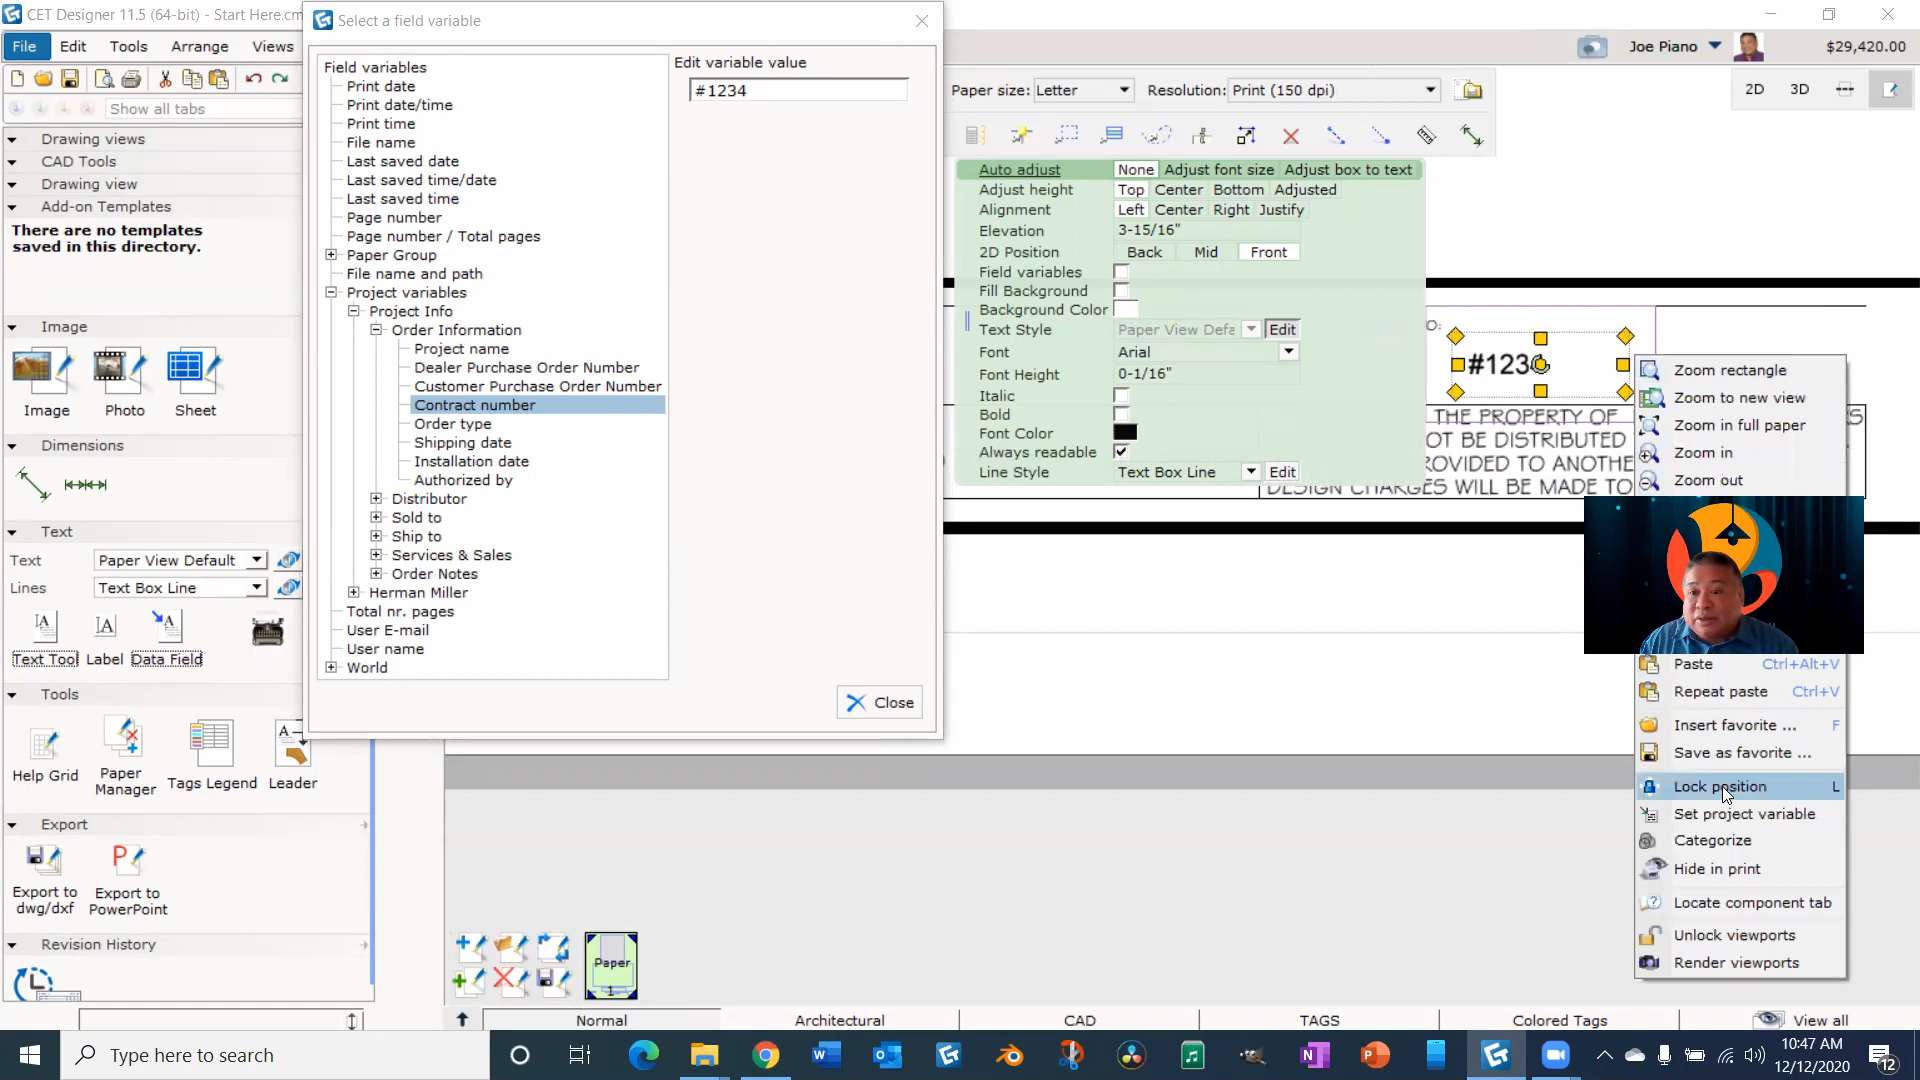 CET Designer 11.5 (64-bit) - Start Here.cm
Select a field variable
File Edit Tools Arrange Views
Joe Piano $29,420.00
Show all tabs
Drawing views
CAD Tools
Drawing view
Add-on Templates
There are no templates
saved in this directory.
Image
Image Photo Sheet
Dimensions
Text
Text Paper View Default
Lines Text Box Line
Text Tool Label Data Field
Tools
Help Grid Paper Manager Tags Legend Leader
Export
Export to dwg/dxf Export to PowerPoint
Revision History
Field variables
Print date
Print date/time
Print time
File name
Last saved date
Last saved time/date
Last saved time
Page number
Page number / Total pages
Paper Group
File name and path
Project variables
Project Info
Order Information
Project name
Dealer Purchase Order Number
Customer Purchase Order Number
Contract number
Order type
Shipping date
Installation date
Authorized by
Distributor
Sold to
Ship to
Services & Sales
Order Notes
Herman Miller
Total nr. pages
User E-mail
User name
World
Edit variable value
#1234
Close
Paper size: Letter Resolution: Print (150 dpi)
2D 3D
Auto adjust None Adjust font size Adjust box to text
Adjust height Top Center Bottom Adjusted
Alignment Left Center Right Justify
Elevation 3-15/16"
2D Position Back Mid Front
Field variables
Fill Background
Background Color
Text Style Paper View Defa Edit
Font Arial
Font Height 0-1/16"
Italic
Bold
Font Color
Always readable
Line Style Text Box Line Edit
O:
#123
THE PROPERTY OF
OT BE DISTRIBUTED
ROVIDED TO ANOTHE
DESIGN CHARGES WILL BE MADE TO
S
Zoom rectangle
Zoom to new view
Zoom in full paper
Zoom in
Zoom out
Paste Ctrl+Alt+V
Repeat paste Ctrl+V
Insert favorite ... F
Save as favorite ...
Lock position L
Set project variable
Categorize
Hide in print
Locate component tab
Unlock viewports
Render viewports
Paper
1
Normal Architectural CAD TAGS Colored Tags View all
Type here to search
10:47 AM
12/12/2020
12